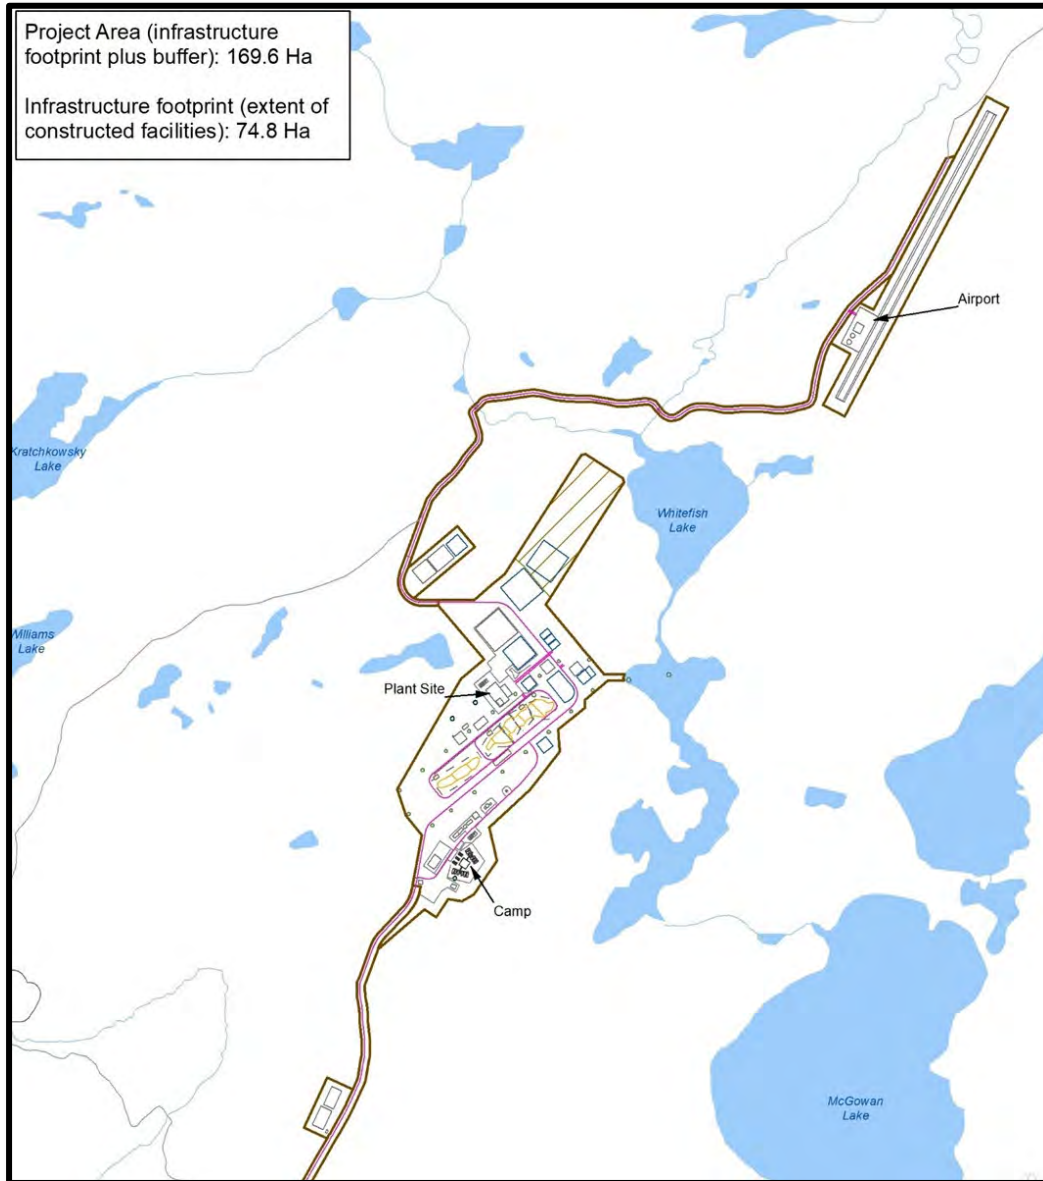 Project Area (infrastructure
footprint plus buffer): 169.6 Ha
Infrastructure footprint (extent of
constructed facilities): 74.8 Ha
Airport
Kratchkowsky
Lake
Whitefish
Lake
Williams
Lake
Plant Site
Camp
McGowan
Lake